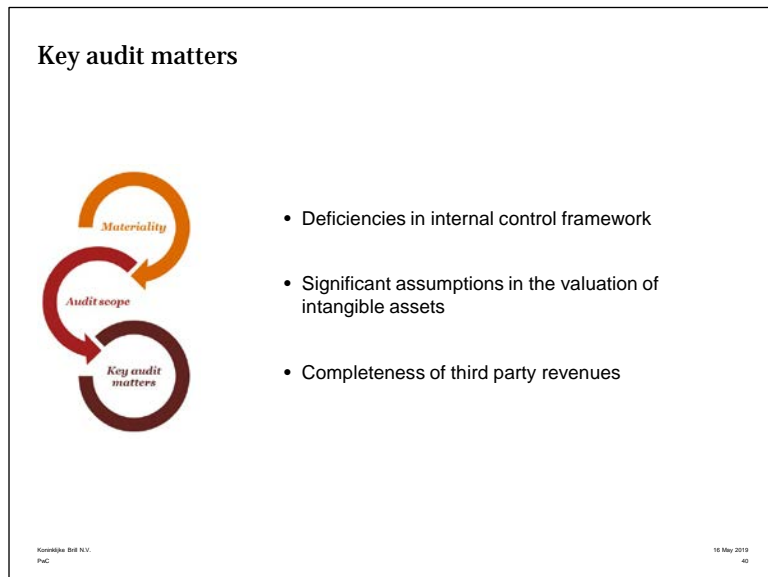 Key audit matters
Materiality
Audit scope
Key audit
matters
• Deficiencies in internal control framework
• Significant assumptions in the valuation of
intangible assets
• Completeness of third party revenues
Koninklijke Brill N.V.
PwC
16 May 2019
40